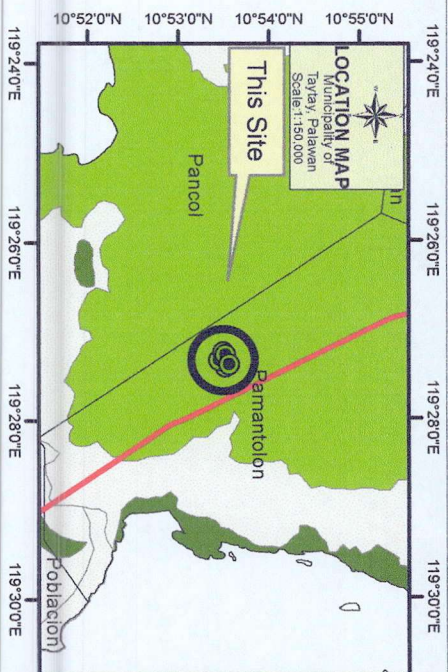 119°24'0"E
119°26'0"E
119°28'0"E
119°30'0"E
10°55'0"N
10°54'0"N
10°53'0"N
10°52'0"N
LOCATION MAP
Municipality of
Taytay, Palawan
Scale:1:150,000
This Site
Pancol
Pamantolon
Poblacion
119°24'0"E
119°26'0"E
119°28'0"E
119°30'0"E